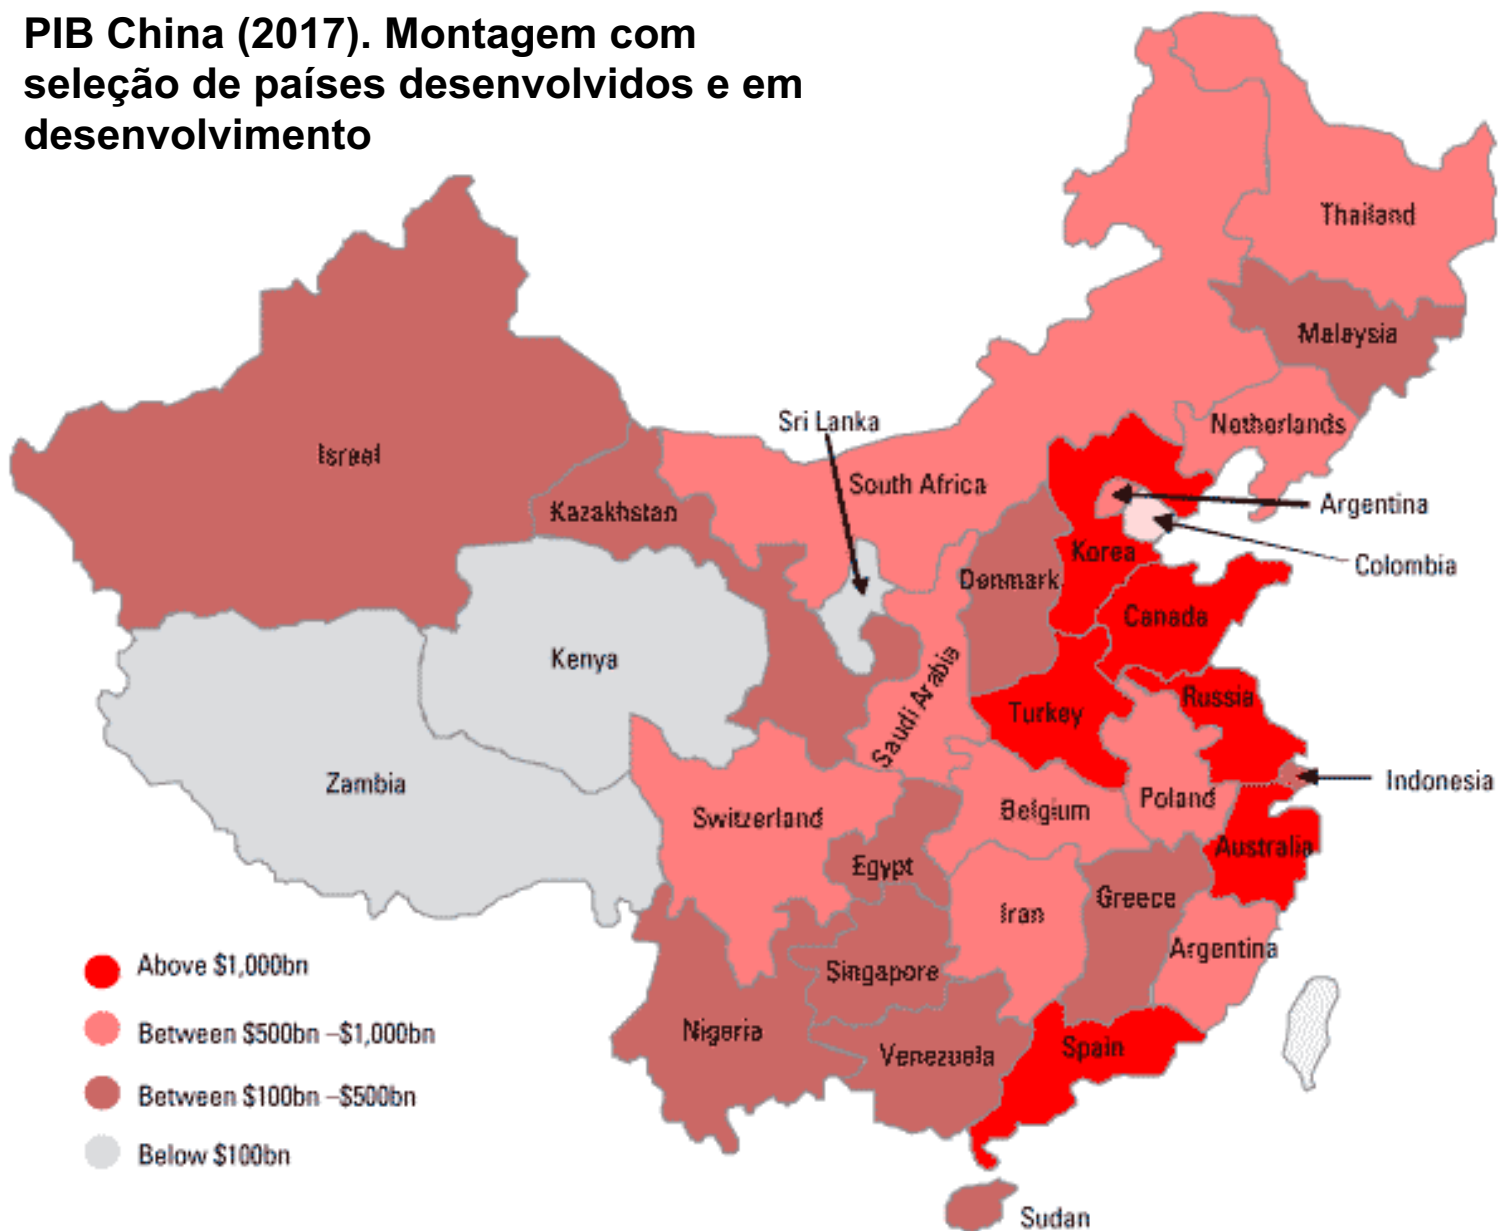 PIB China (2017). Montagem com
seleção de países desenvolvidos e em
desenvolvimento
Thailand
Malaysia
Sri Lanka
Netherlands
Israel
South Africa
Kazakhstan
Argentina
Korea
Colombia
Denmark
Canada
Kenya
Saudi Arabia
Russia
Turkey
Zambia
Indonesia
Switzerland
Belgium
Poland
Australia
Egypt
Greece
Iran
Argentina
Singapore
Nigeria
Venezuela
Spain
Above $1,000bn
Between $500bn –$1,000bn
Between $100bn –$500bn
Below $100bn
Sudan